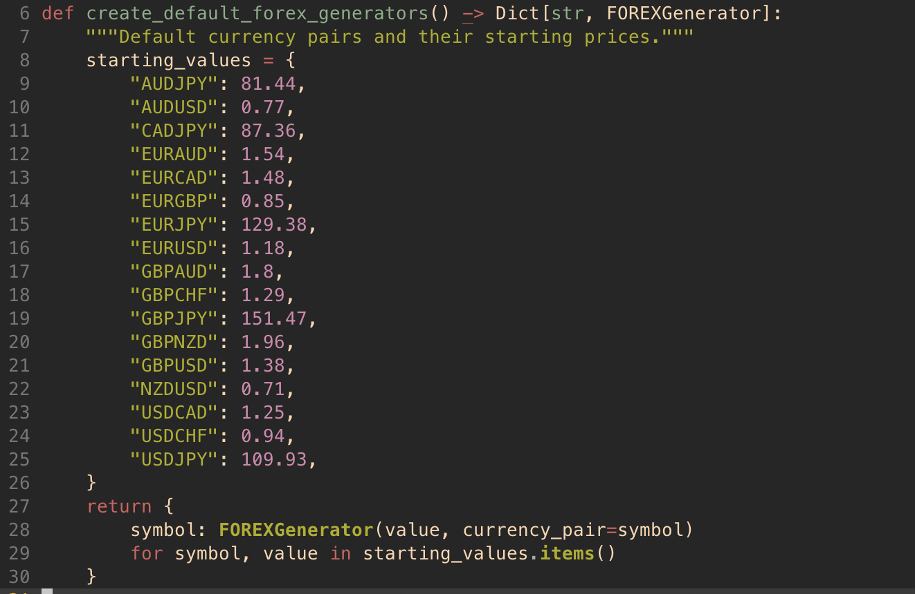 6 def create_default_forex_generators() -> Dict[str, FOREXGenerator]:
7     """Default currency pairs and their starting prices."""
8     starting_values = {
9         "AUDJPY": 81.44,
10         "AUDUSD": 0.77,
11         "CADJPY": 87.36,
12         "EURAUD": 1.54,
13         "EURCAD": 1.48,
14         "EURGBP": 0.85,
15         "EURJPY": 129.38,
16         "EURUSD": 1.18,
17         "GBPAUD": 1.8,
18         "GBPCHF": 1.29,
19         "GBPJPY": 151.47,
20         "GBPNZD": 1.96,
21         "GBPUSD": 1.38,
22         "NZDUSD": 0.71,
23         "USDCAD": 1.25,
24         "USDCHF": 0.94,
25         "USDJPY": 109.93,
26     }
27     return {
28         symbol: FOREXGenerator(value, currency_pair=symbol)
29         for symbol, value in starting_values.items()
30     }